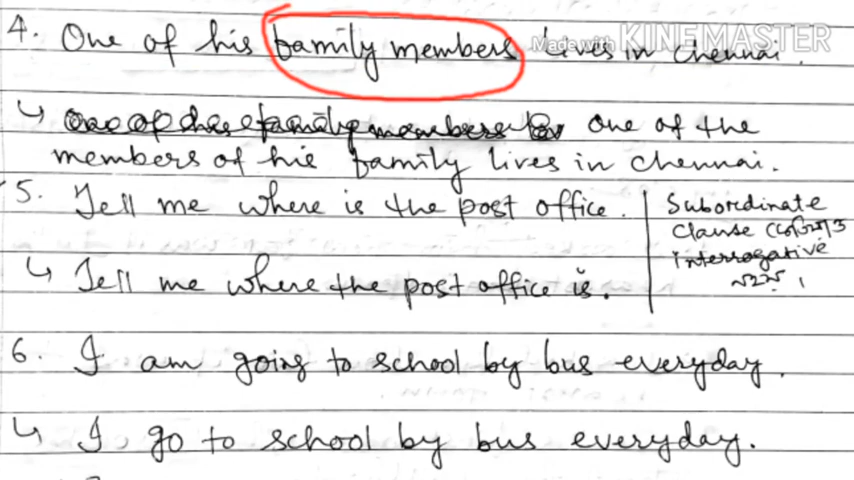 4. One of his family members lives in Chennai.
Made with KINEMASTER
↳ one of the
members of his family lives in Chennai.
5. Tell me where is the post office.
↳ Tell me where the post office is.
Subordinate
Clause কখনোই
interrogative
হয় না।
6. I am going to school by bus everyday.
↳ I go to school by bus everyday.